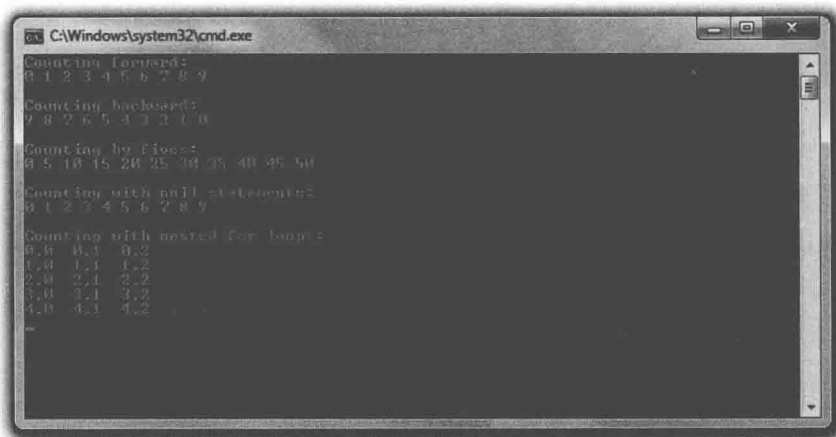 C:\Windows\system32\cmd.exe
Counting forward:
0 1 2 3 4 5 6 7 8 9
Counting backward:
9 8 7 6 5 4 3 2 1 0
Counting by fives:
0 5 10 15 20 25 30 35 40 45 50
Counting with null statements:
0 1 2 3 4 5 6 7 8 9
Counting with nested for loops:
0.0 0.1 0.2
1.0 1.1 1.2
2.0 2.1 2.2
3.0 3.1 3.2
4.0 4.1 4.2